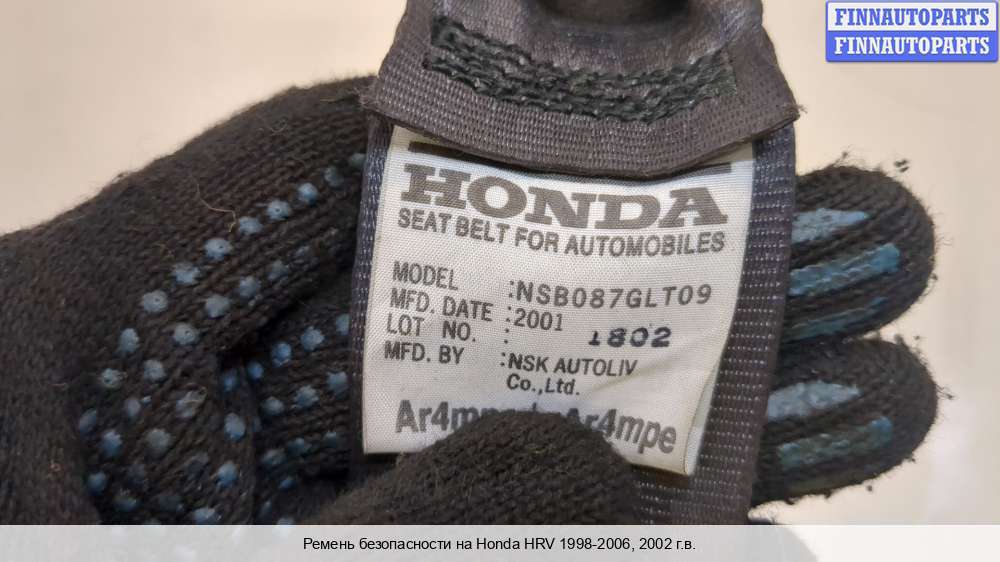 FINNAUTOPARTS
FINNAUTOPARTS
HONDA
SEAT BELT FOR AUTOMOBILES
MODEL :NSB087GLT09
MFD. DATE :2001
LOT NO. : 1802
MFD. BY :NSK AUTOLIV
Co.,Ltd.
Ar4mpe
Ремень безопасности на Honda HRV 1998-2006, 2002 г.в.